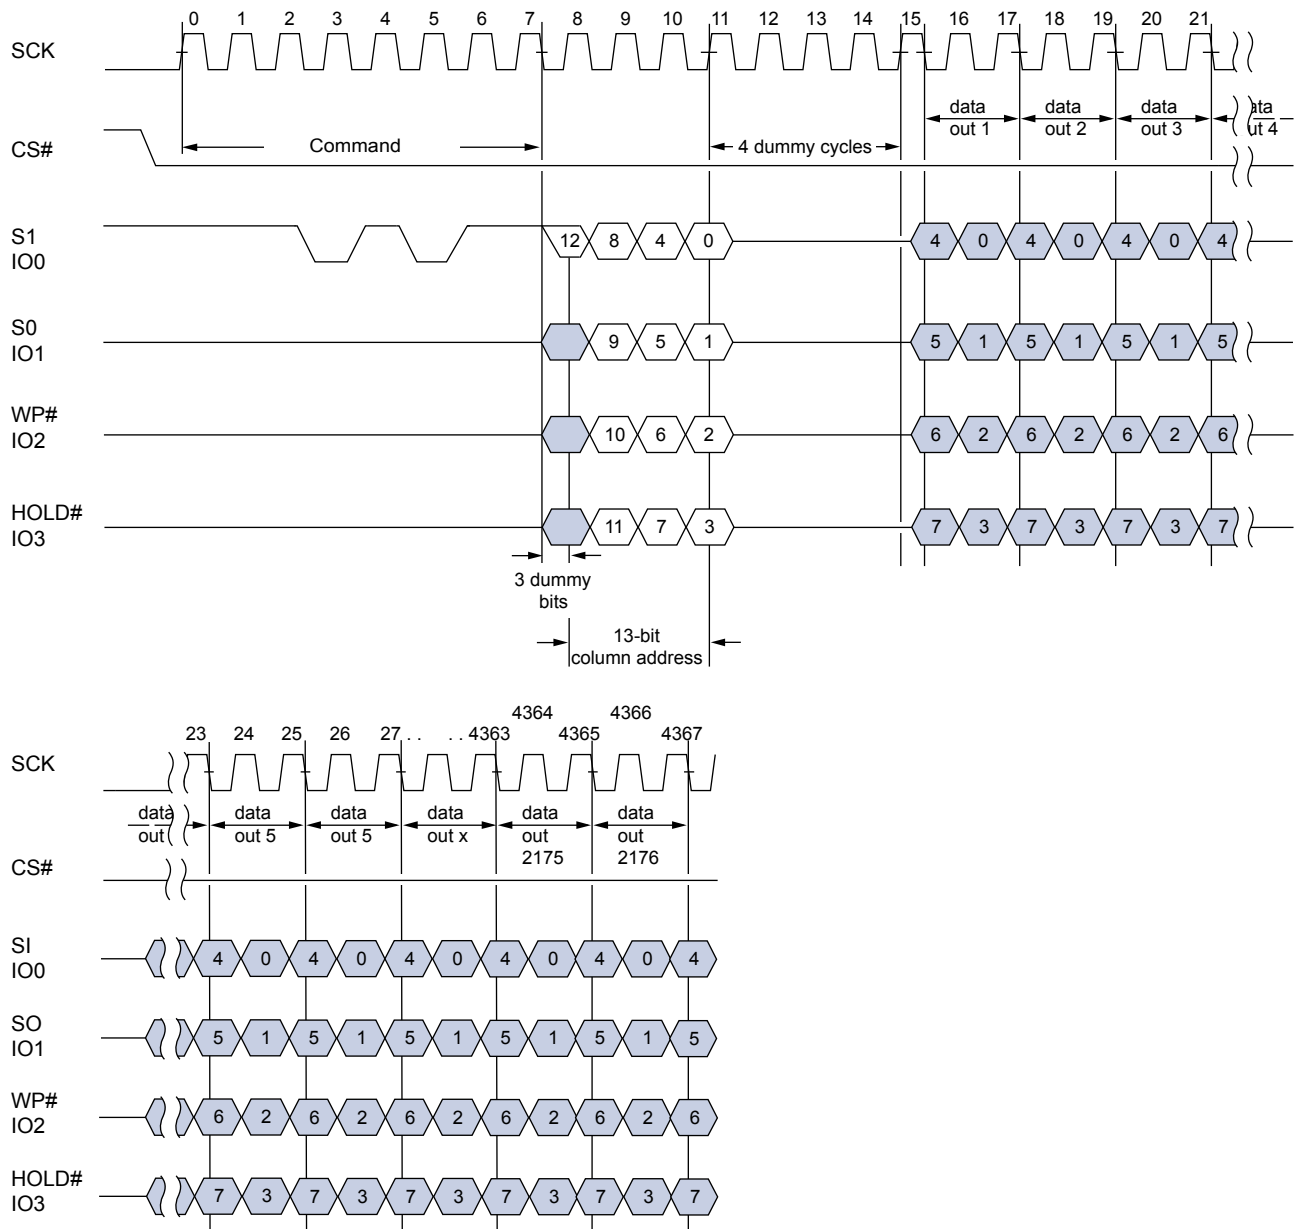 0 1 2 3 4 5 6 7 8 9 10 11 12 13 14 15 16 17 18 19 20 21
SCK
data out 1
data out 2
data out 3
ata ut 4
CS#
Command
4 dummy cycles
S1
IO0
12 8 4 0 4 0 4 0 4 0 4
S0
IO1
9 5 1 5 1 5 1 5 1 5
WP#
IO2
10 6 2 6 2 6 2 6 2 6
HOLD#
IO3
11 7 3 7 3 7 3 7 3 7
3 dummy
bits
13-bit
column address
4364 4366
23 24 25 26 27 . . . . 4363 4365 4367
SCK
data out
data out 5
data out 5
data out x
data out 2175
data out 2176
CS#
SI
IO0
4 0 4 0 4 0 4 0 4 0 4
SO
IO1
5 1 5 1 5 1 5 1 5 1 5
WP#
IO2
6 2 6 2 6 2 6 2 6 2 6
HOLD#
IO3
7 3 7 3 7 3 7 3 7 3 7